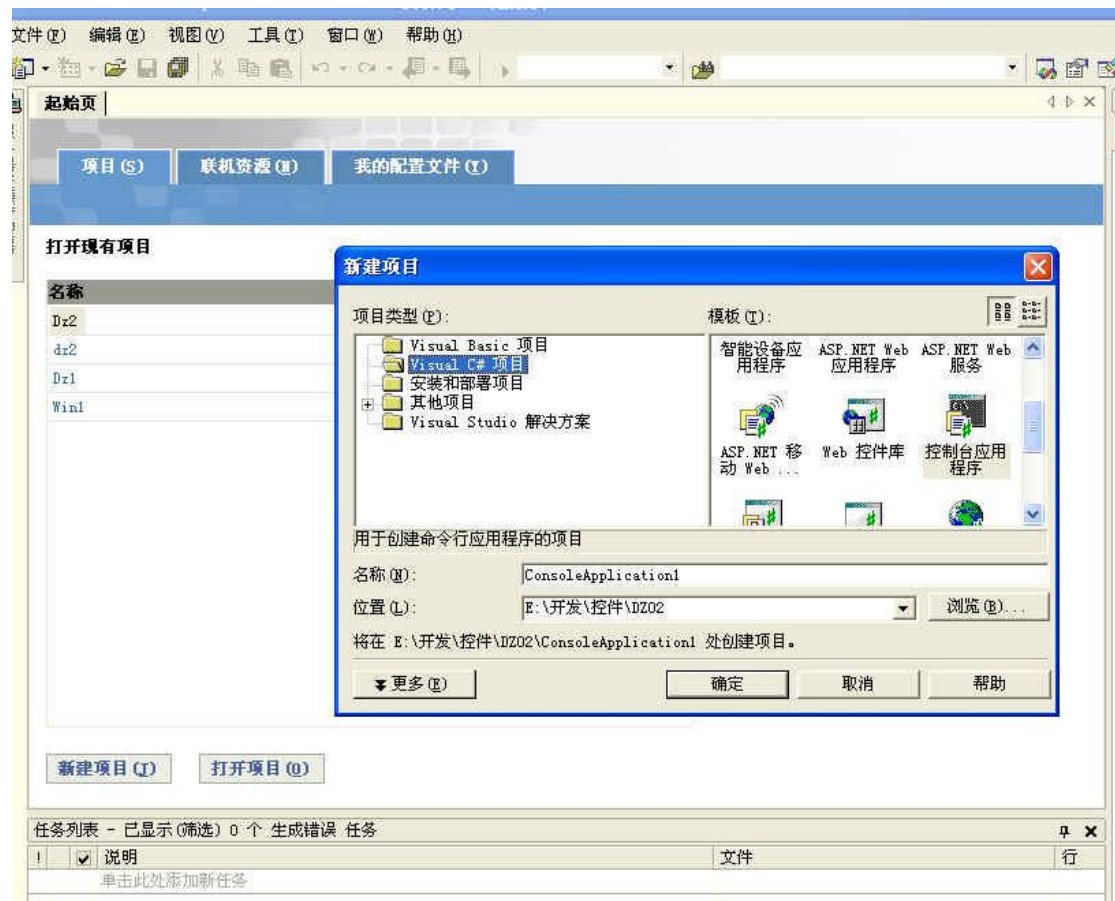 文件(F) 编辑(E) 视图(V) 工具(T) 窗口(W) 帮助(H)
起始页
项目(S) 联机资源(N) 我的配置文件(Y)
打开现有项目
名称
Dz2
dz2
Dz1
Win1
新建项目
项目类型(P):
模板(T):
Visual Basic 项目
Visual C# 项目
安装和部署项目
其他项目
Visual Studio 解决方案
智能设备应用程序
ASP.NET Web 应用程序
ASP.NET Web 服务
ASP.NET 移动 Web ...
Web 控件库
控制台应用程序
用于创建命令行应用程序的项目
名称(N): ConsoleApplication1
位置(L): E:\开发\控件\DZ02 浏览(B)...
将在 E:\开发\控件\DZ02\ConsoleApplication1 处创建项目。
更多(E) 确定 取消 帮助
新建项目(J) 打开项目(O)
任务列表 - 已显示(筛选) 0 个 生成错误 任务
! 说明 文件 行
单击此处添加新任务